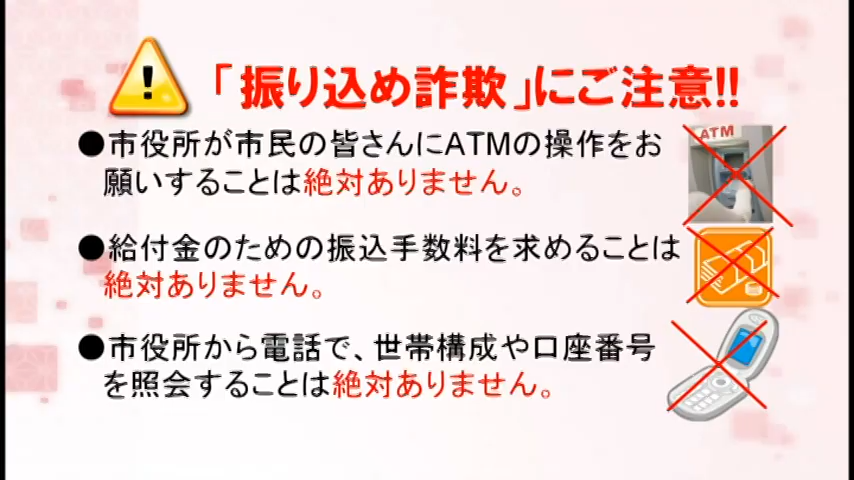 「振り込め詐欺」にご注意!!
●市役所が市民の皆さんにATMの操作をお
願いすることは絶対ありません。
ATM
●給付金のための振込手数料を求めることは
絶対ありません。
●市役所から電話で、世帯構成や口座番号
を照会することは絶対ありません。